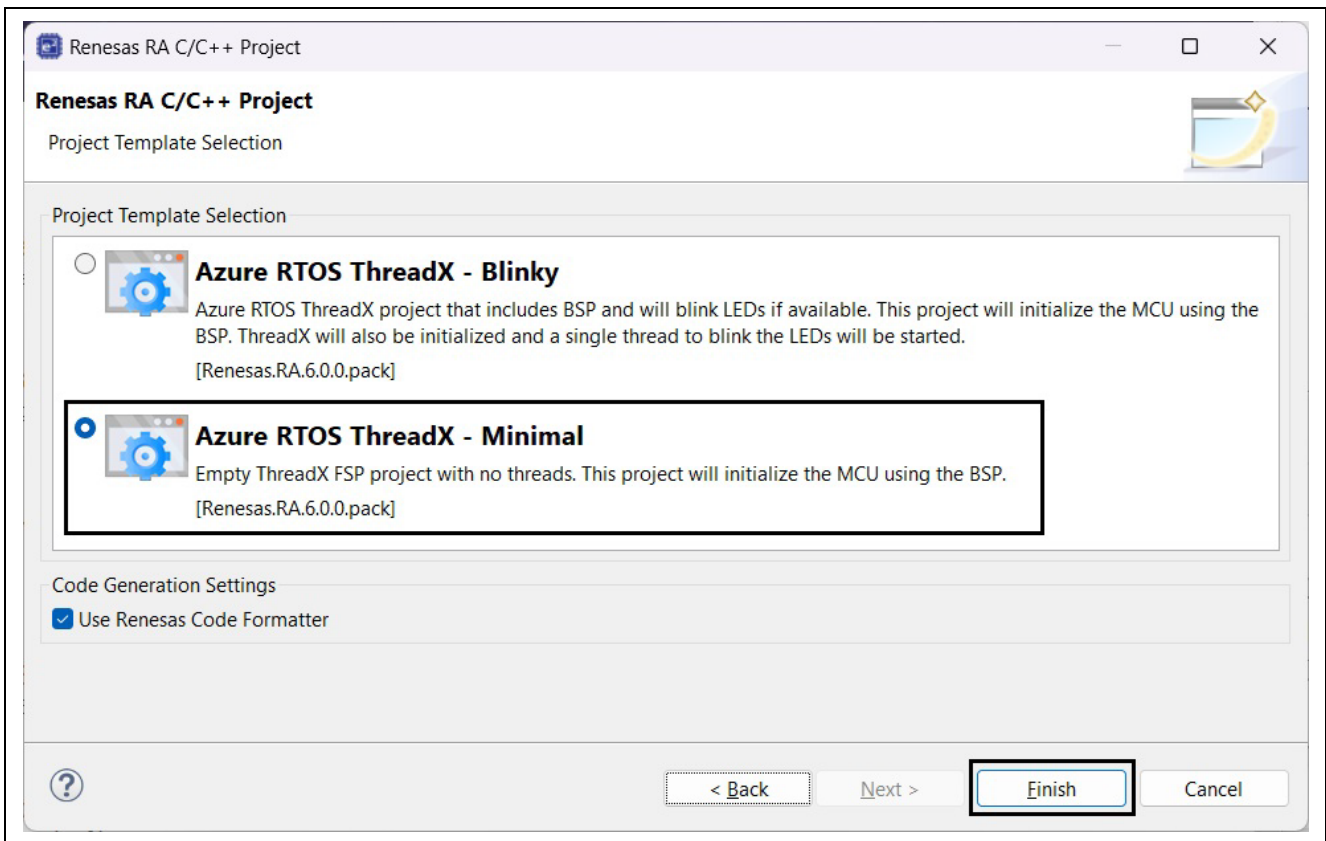 Renesas RA C/C++ Project
Renesas RA C/C++ Project
Project Template Selection
Project Template Selection
Azure RTOS ThreadX - Blinky
Azure RTOS ThreadX project that includes BSP and will blink LEDs if available. This project will initialize the MCU using the
BSP. ThreadX will also be initialized and a single thread to blink the LEDs will be started.
[Renesas.RA.6.0.0.pack]
Azure RTOS ThreadX - Minimal
Empty ThreadX FSP project with no threads. This project will initialize the MCU using the BSP.
[Renesas.RA.6.0.0.pack]
Code Generation Settings
Use Renesas Code Formatter
? < Back Next > Finish Cancel